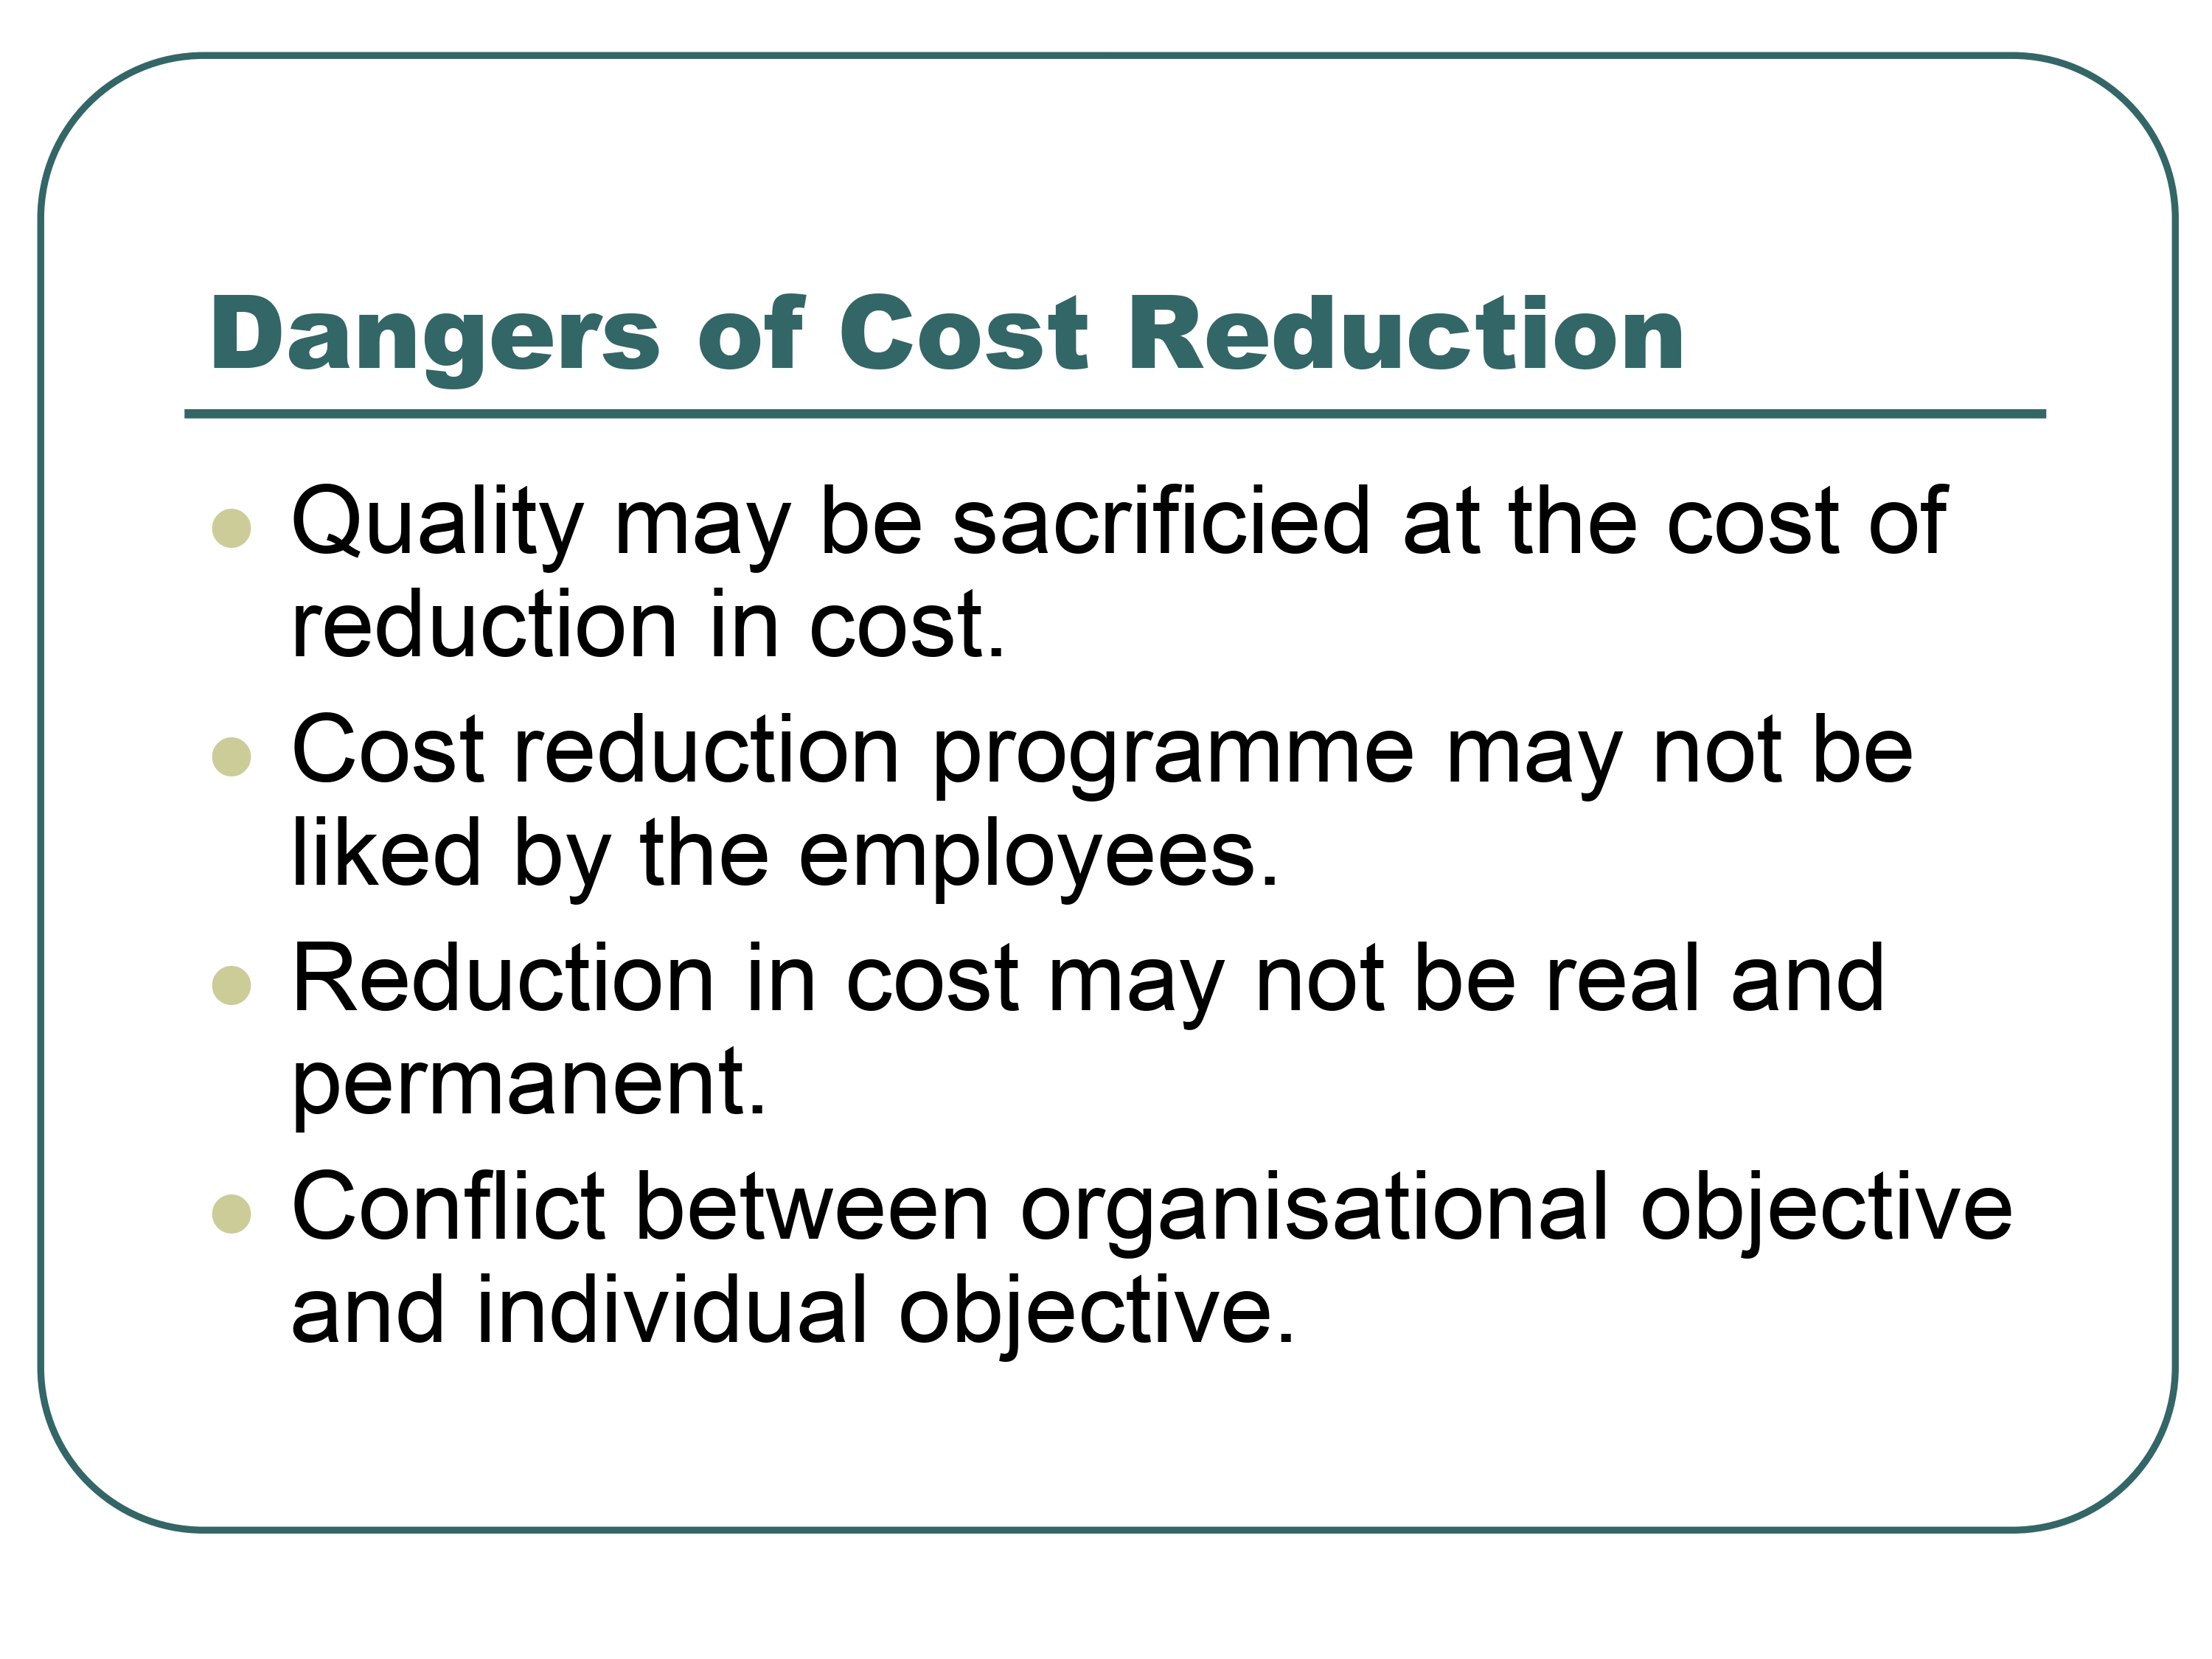 Dangers of Cost Reduction
Quality may be sacrificied at the cost of
reduction in cost.
Cost reduction programme may not be
liked by the employees.
Reduction in cost may not be real and
permanent.
Conflict between organisational objective
and individual objective.